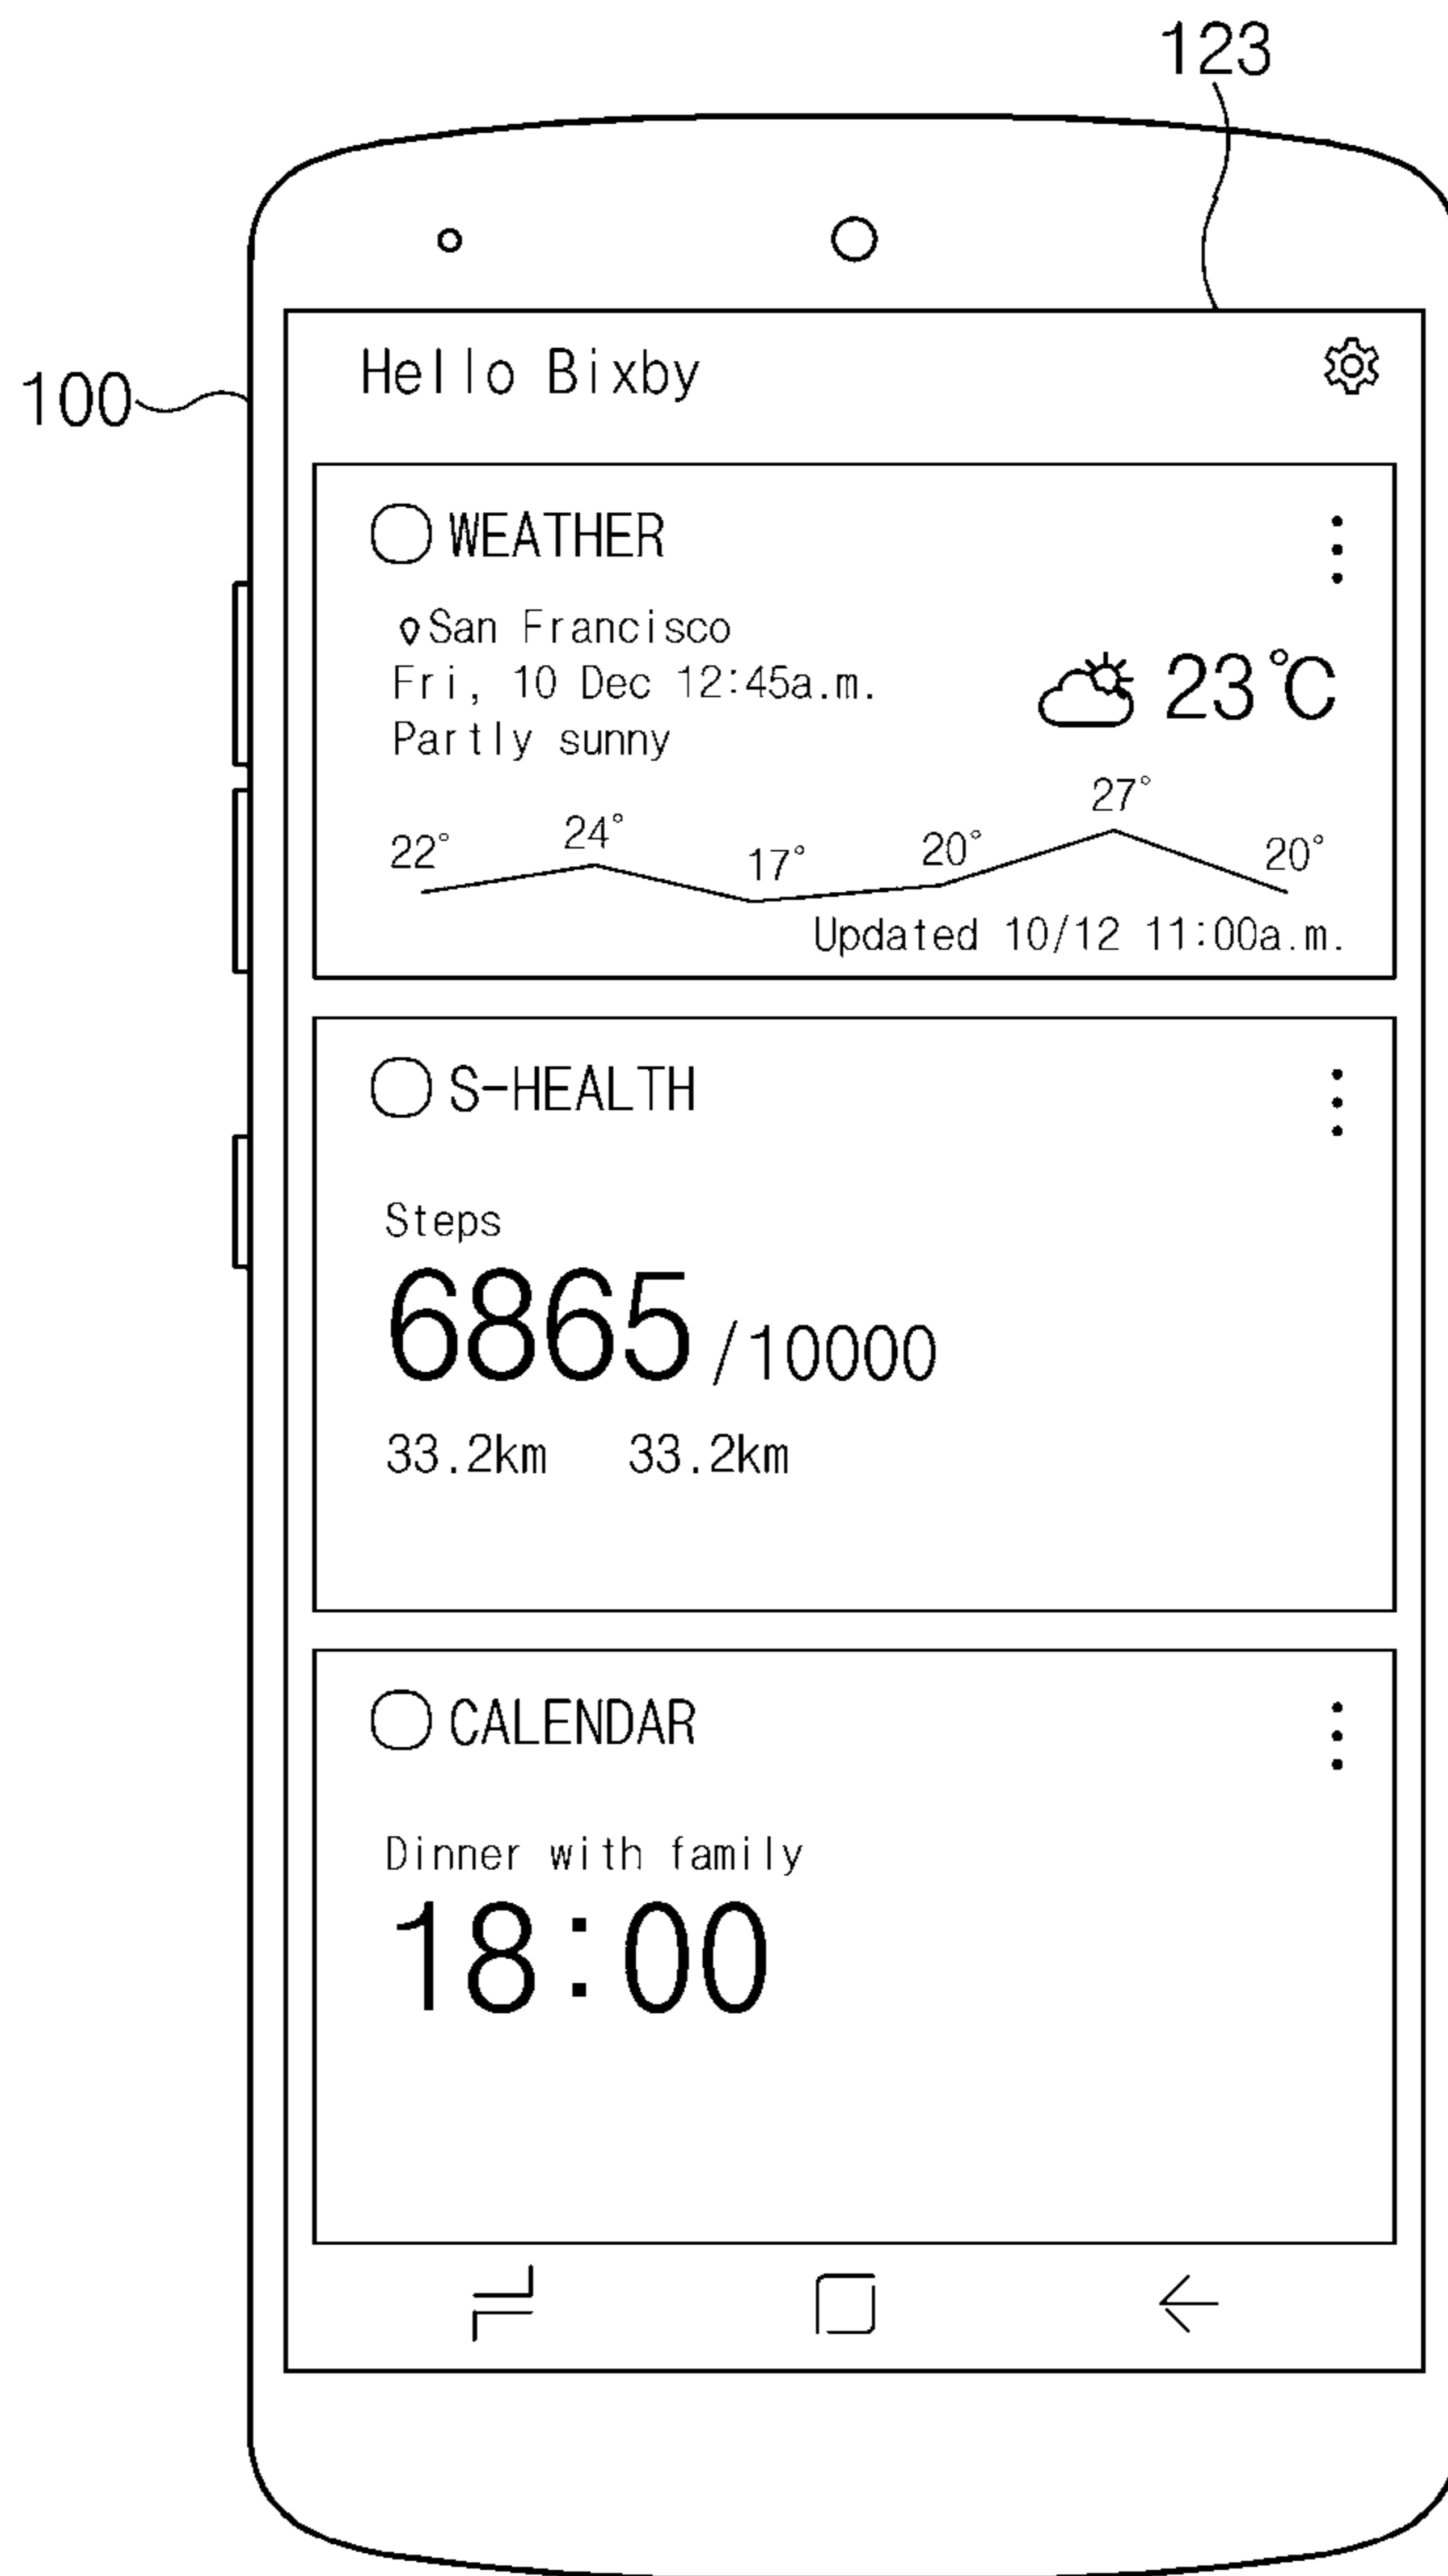 123
100
Hello Bixby
WEATHER
San Francisco
Fri, 10 Dec 12:45a.m.
Partly sunny
23℃
22° 24° 17° 20° 27° 20°
Updated 10/12 11:00a.m.
S-HEALTH
Steps
6865/10000
33.2km 33.2km
CALENDAR
Dinner with family
18:00